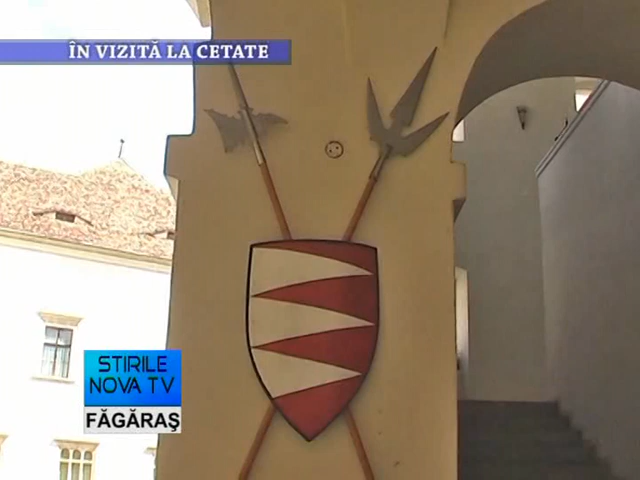 ÎN VIZITĂ LA CETATE
STIRILE
NOVA TV
FĂGĂRAŞ